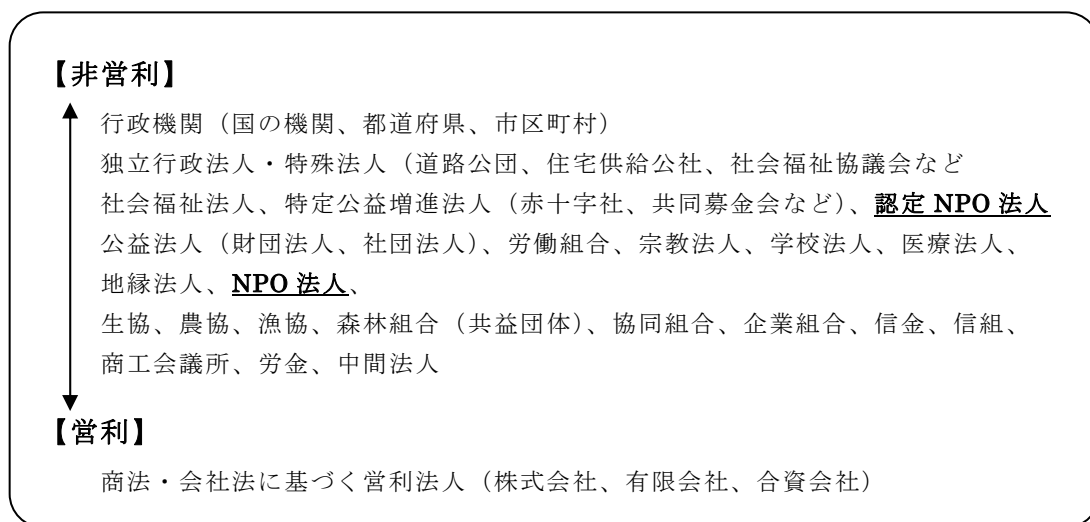 【非営利】
行政機関（国の機関、都道府県、市区町村）
独立行政法人・特殊法人（道路公団、住宅供給公社、社会福祉協議会など
社会福祉法人、特定公益増進法人（赤十字社、共同募金会など）、認定 NPO 法人
公益法人（財団法人、社団法人）、労働組合、宗教法人、学校法人、医療法人、
地縁法人、NPO 法人、
生協、農協、漁協、森林組合（共益団体）、協同組合、企業組合、信金、信組、
商工会議所、労金、中間法人
【営利】
商法・会社法に基づく営利法人（株式会社、有限会社、合資会社）